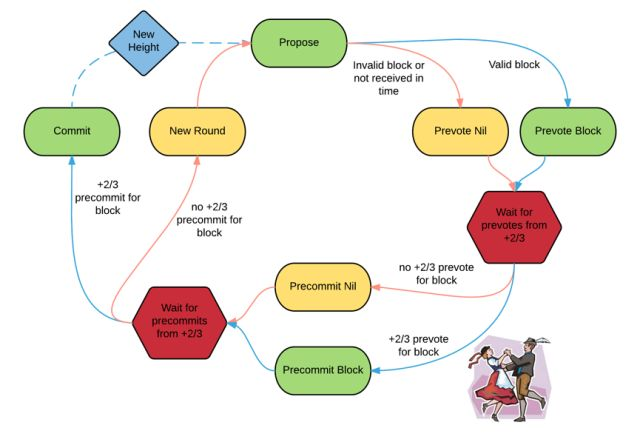 New
Height
Propose
Invalid block or
not received in
time
Valid block
Commit
New Round
Prevote Nil
Prevote Block
+2/3
precommit for
block
no +2/3
precommit for
block
Wait for
prevotes from
+2/3
no +2/3 prevote
for block
Precommit Nil
Wait for
precommits
from +2/3
+2/3 prevote
for block
Precommit Block